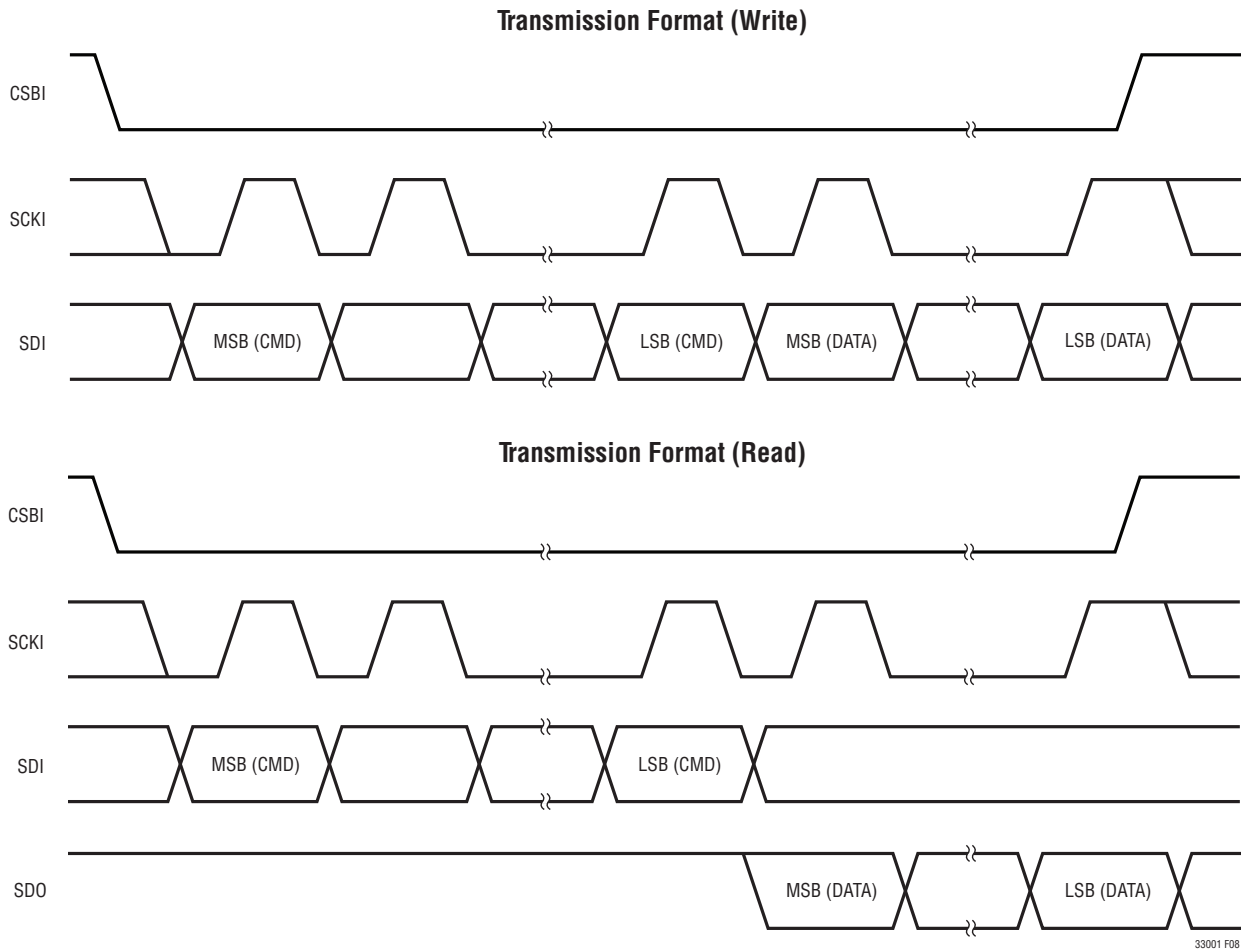 Transmission Format (Write)
CSBI
SCKI
SDI
MSB (CMD)
LSB (CMD)
MSB (DATA)
LSB (DATA)
Transmission Format (Read)
CSBI
SCKI
SDI
MSB (CMD)
LSB (CMD)
SDO
MSB (DATA)
LSB (DATA)
33001 F08